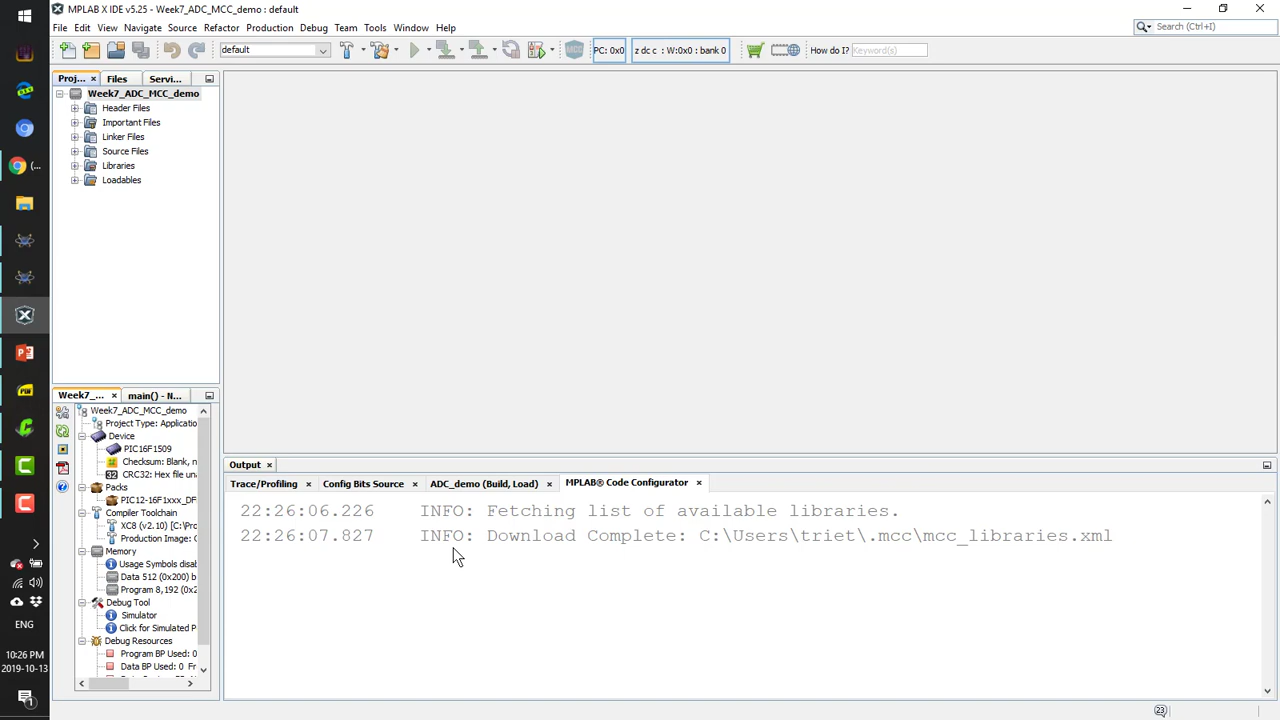 MPLAB X IDE v5.25 - Week7_ADC_MCC_demo : default
File Edit View Navigate Source Refactor Production Debug Team Tools Window Help
Search (Ctrl+I)
default
MCC
PC: 0x0
z dc c : W:0x0 : bank 0
How do I?
Keyword(s)
Proj...
Files
Servi...
Week7_ADC_MCC_demo
Header Files
Important Files
Linker Files
Source Files
Libraries
Loadables
Week7_...
main() - N...
Week7_ADC_MCC_demo
Project Type: Applicatio
Device
PIC16F1509
Checksum: Blank, n
32 CRC32: Hex file un
Packs
PIC12-16F1xxx_DF
Compiler Toolchain
XC8 (v2.10) [C:\Pr
Production Image: C
Memory
Usage Symbols disab
Data 512 (0x200) b
Program 8,192 (0x2
Debug Tool
Simulator
Click for Simulated P
Debug Resources
Program BP Used: 0
Data BP Used: 0 Fr
Output
Trace/Profiling
Config Bits Source
ADC_demo (Build, Load)
MPLAB® Code Configurator
22:26:06.226 INFO: Fetching list of available libraries.
22:26:07.827 INFO: Download Complete: C:\Users\triet\.mcc\mcc_libraries.xml
ENG
10:26 PM
2019-10-13
23